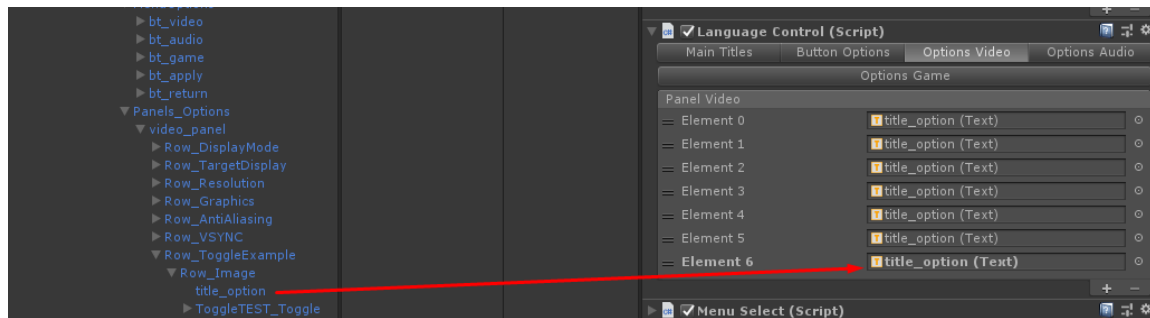 bt_video
bt_audio
bt_game
bt_apply
bt_return
Panels_Options
video_panel
Row_DisplayMode
Row_TargetDisplay
Row_Resolution
Row_Graphics
Row_AntiAliasing
Row_VSYNC
Row_ToggleExample
Row_Image
title_option
ToggleTEST_Toggle
Language Control (Script)
Main Titles Button Options Options Video Options Audio
Options Game
Panel Video
Element 0 title_option (Text)
Element 1 title_option (Text)
Element 2 title_option (Text)
Element 3 title_option (Text)
Element 4 title_option (Text)
Element 5 title_option (Text)
Element 6 title_option (Text)
Menu Select (Script)